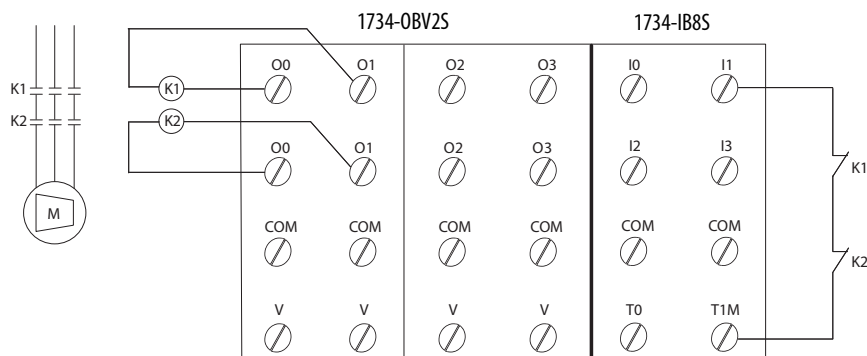 1734-OBV2S 1734-IB8S
O0 O1 O2 O3 I0 I1
K1 K1
K2 K2
O0 O1 O2 O3 I2 I3
K1
M
COM COM COM COM COM COM
K2
V V V V T0 T1M